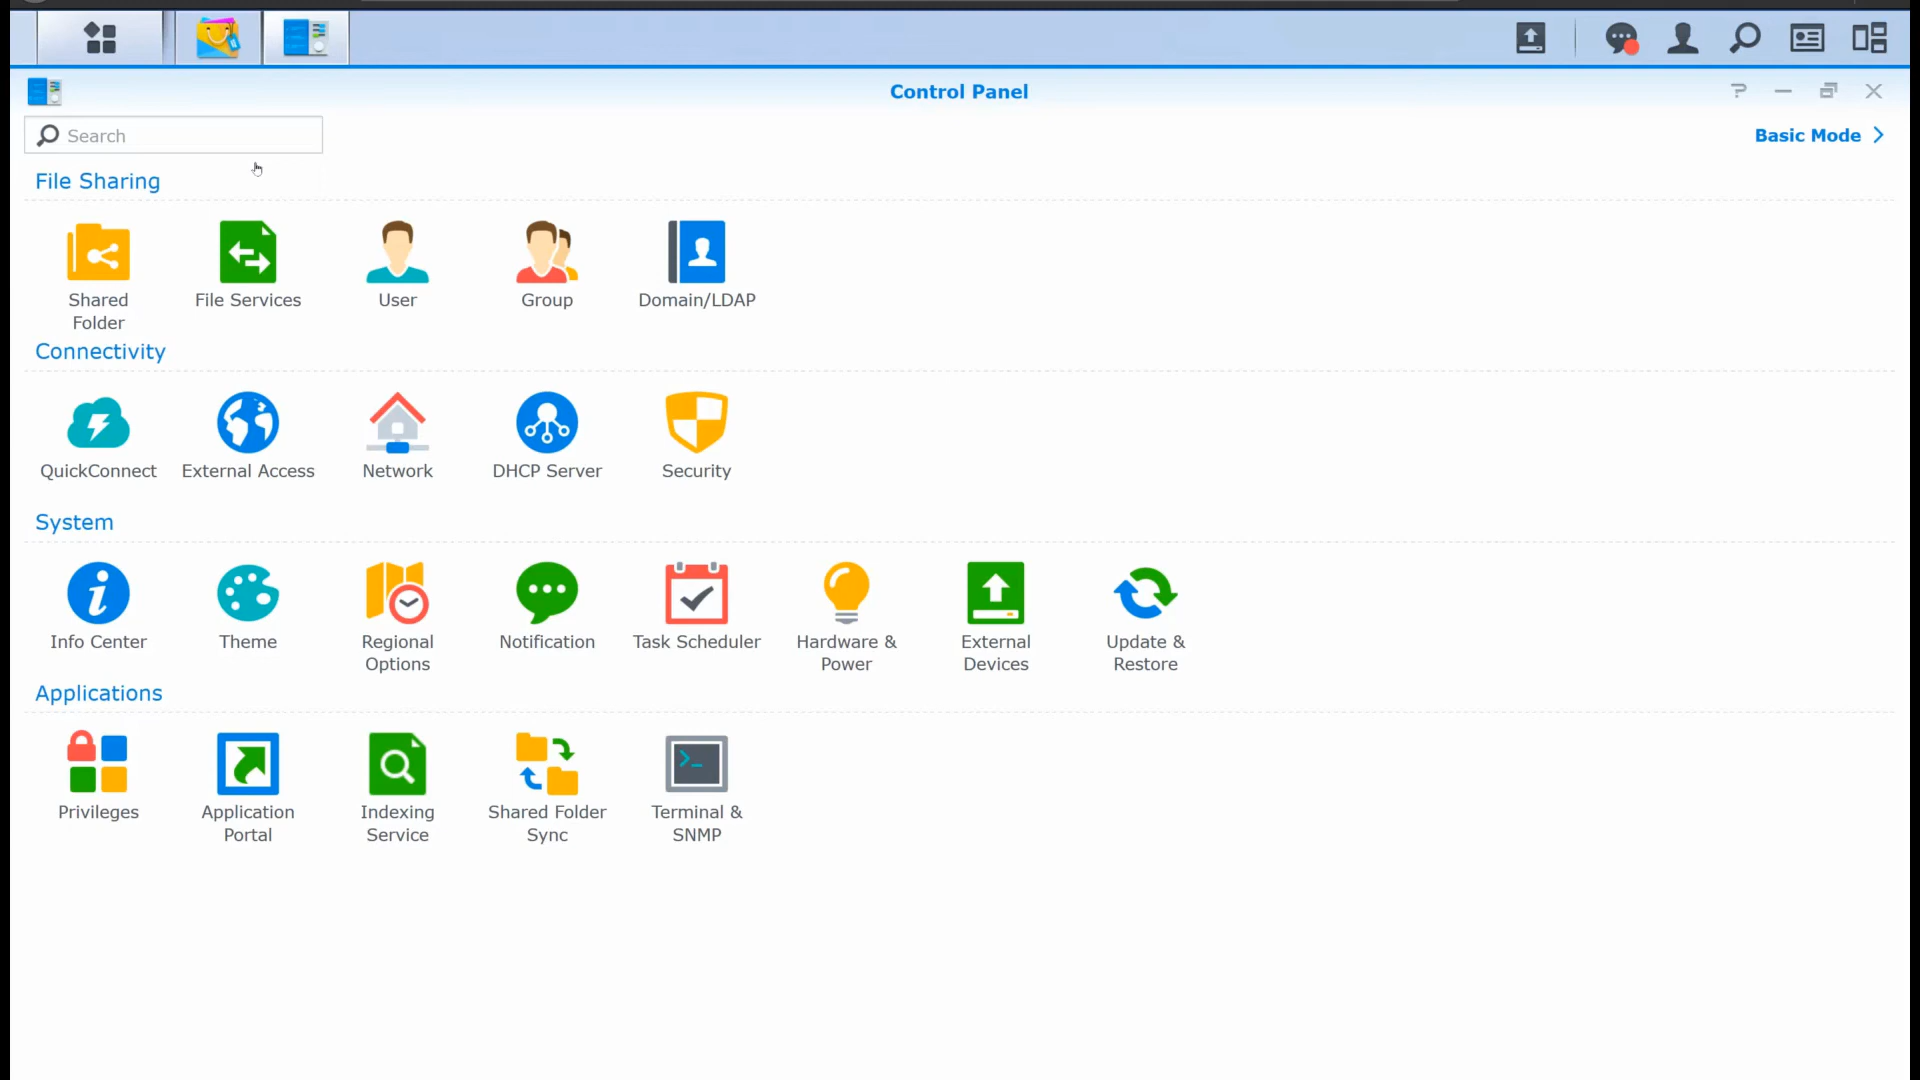 Control Panel
Search
Basic Mode
File Sharing
Shared Folder
File Services
User
Group
Domain/LDAP
Connectivity
QuickConnect
External Access
Network
DHCP Server
Security
System
Info Center
Theme
Regional Options
Notification
Task Scheduler
Hardware & Power
External Devices
Update & Restore
Applications
Privileges
Application Portal
Indexing Service
Shared Folder Sync
Terminal & SNMP